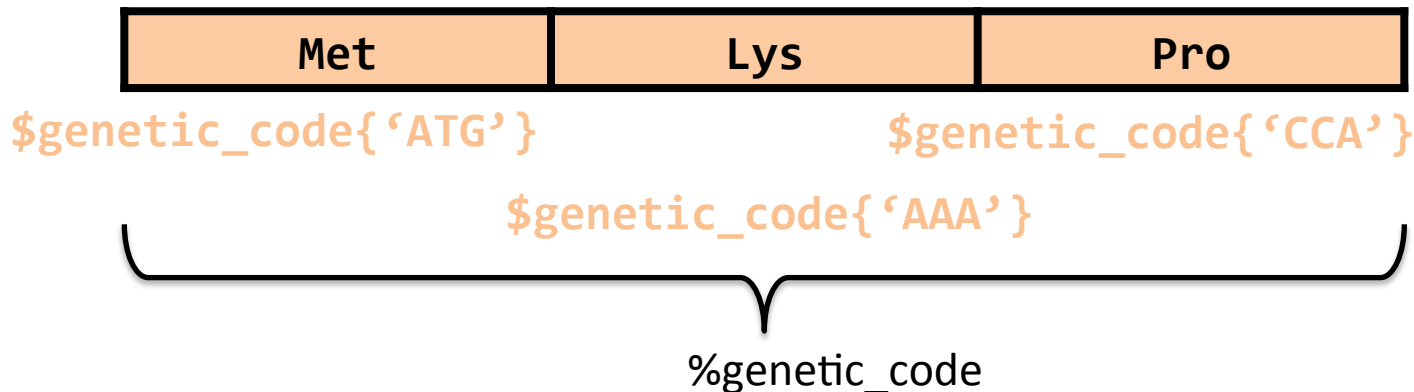 Met Lys Pro
$genetic_code{‘ATG’} $genetic_code{‘CCA’}
$genetic_code{‘AAA’}
%genetic_code